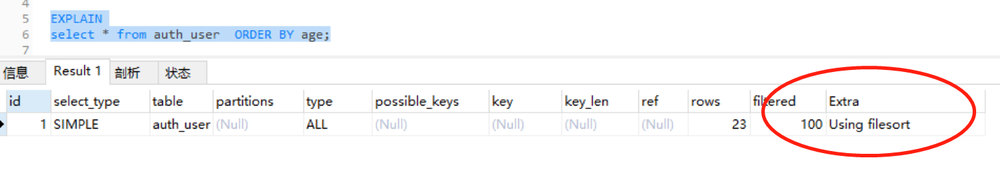 4
5 EXPLAIN
6 select * from auth_user ORDER BY age;
7
信息 Result 1 剖析 状态
id select_type table partitions type possible_keys key key_len ref rows filtered Extra
1 SIMPLE auth_user (Null) ALL (Null) (Null) (Null) (Null) 23 100 Using filesort